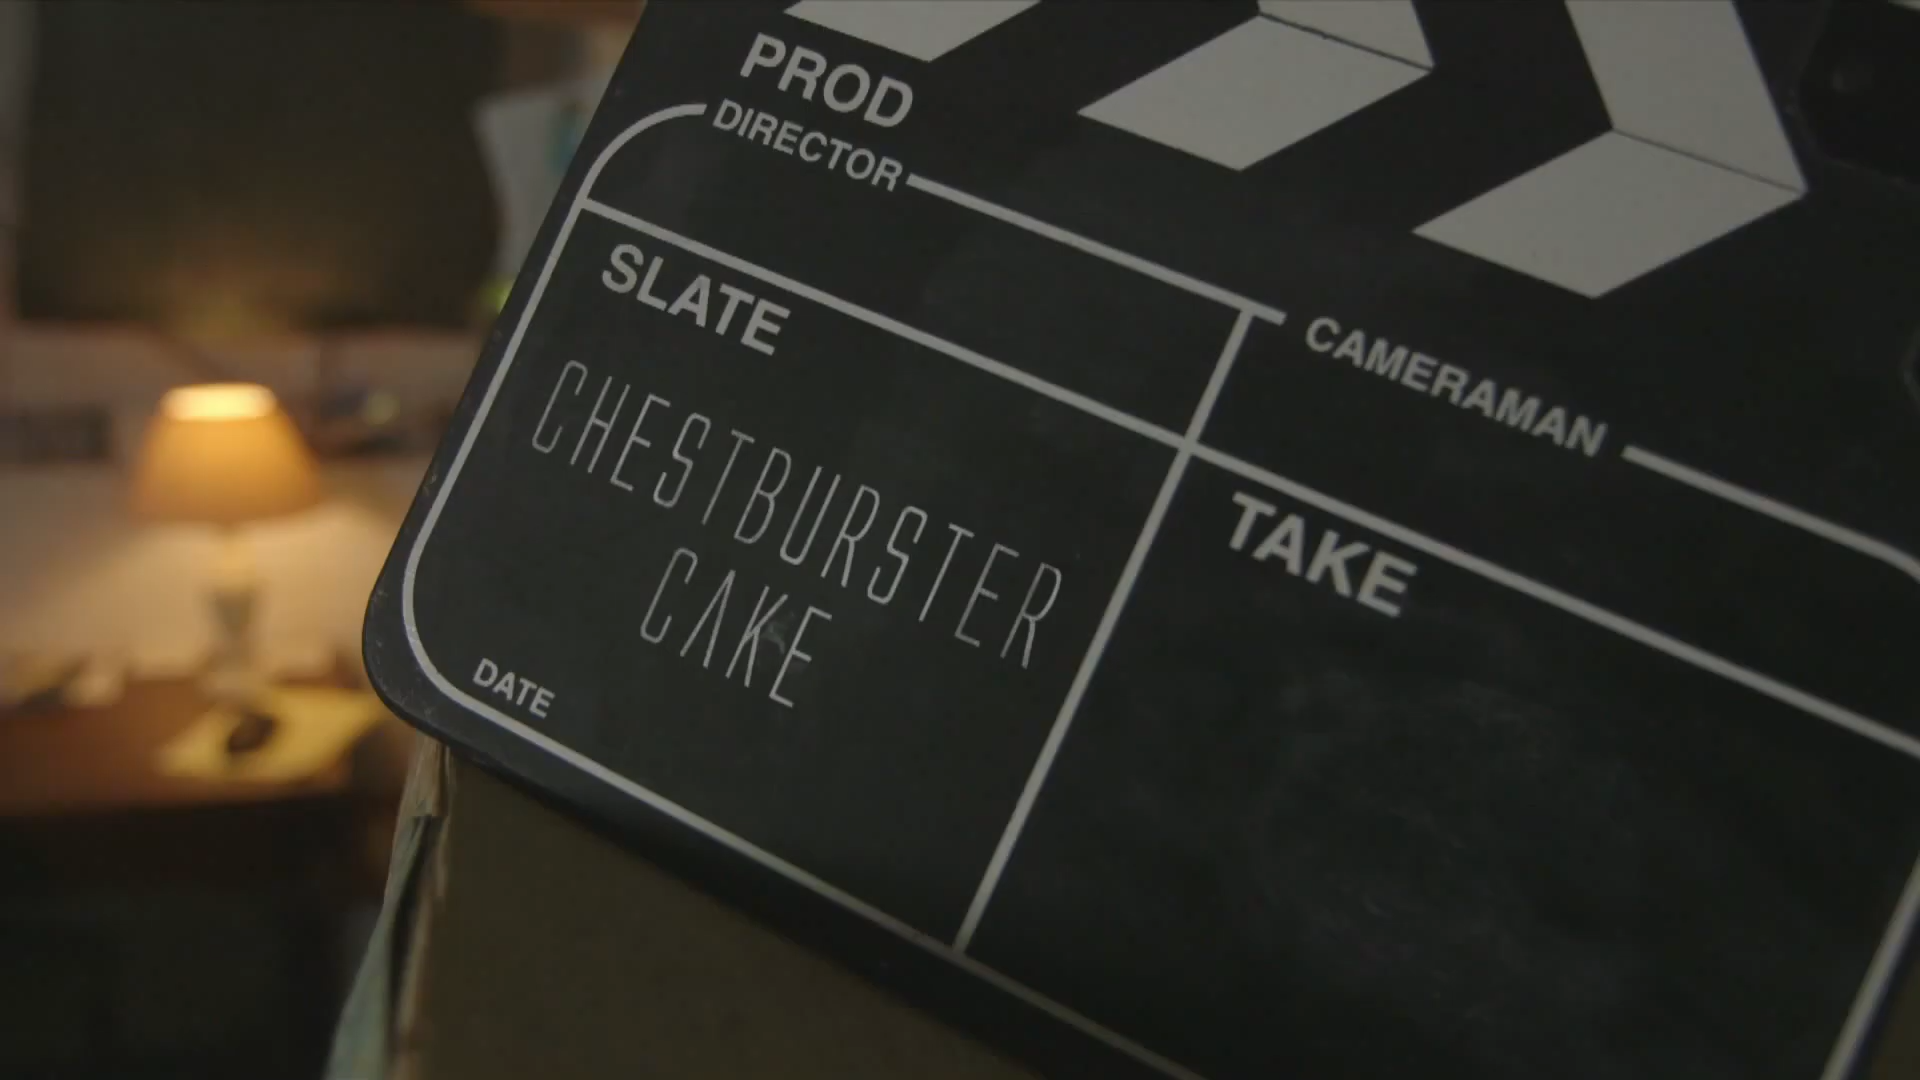 PROD
DIRECTOR
CAMERAMAN
SLATE
TAKE
CHESTBURSTER
CAKE
DATE